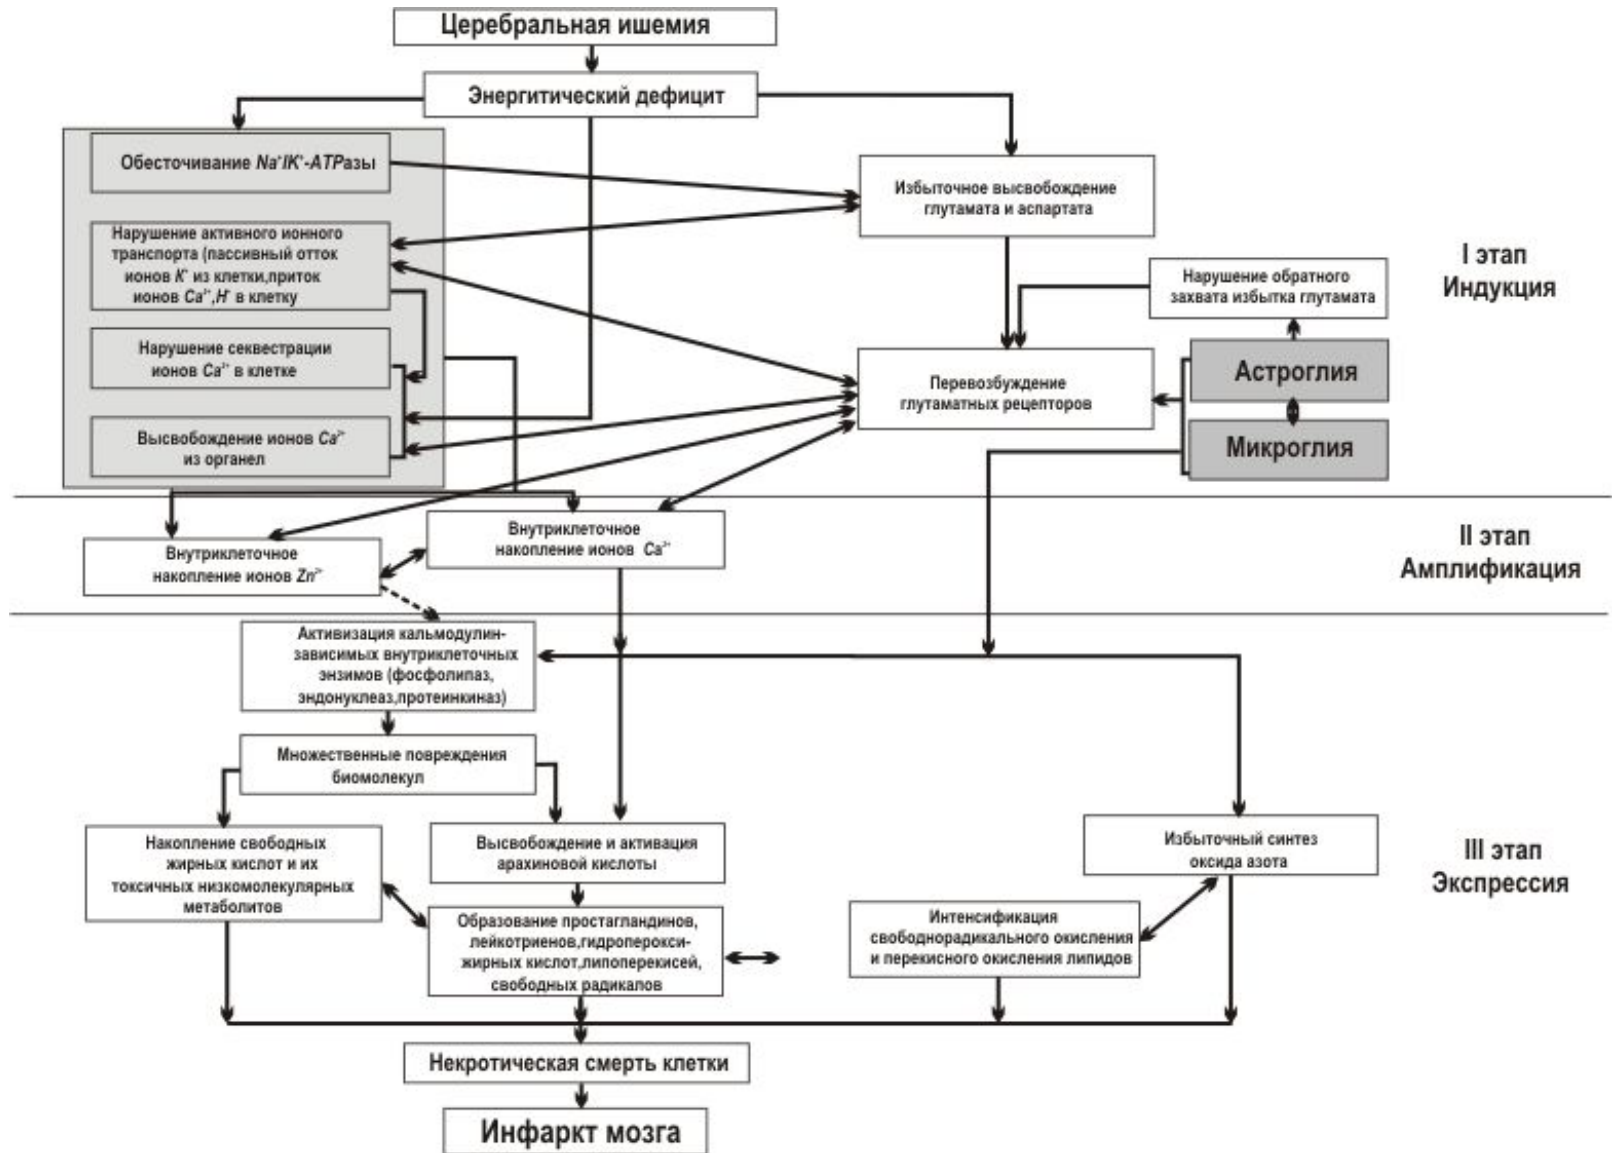 Церебральная ишемия
Энергитический дефицит
Обесточивание Na⁺IK⁺-ATPазы
Избыточное высвобождение
глутамата и аспартата
Нарушение активного ионного
транспорта (пассивный отток
ионов K⁺ из клетки,приток
ионов Ca²⁺,H⁺ в клетку
I этап
Индукция
Нарушение обратного
захвата избытка глутамата
Нарушение секвестрации
ионов Ca²⁺ в клетке
Перевозбуждение
глутаматных рецепторов
Астроглия
Высвобождение ионов Ca²⁺
из органел
Микроглия
Внутриклеточное
накопление ионов Ca²⁺
Внутриклеточное
накопление ионов Zn²⁺
II этап
Амплификация
Активизация кальмодулин-
зависимых внутриклеточных
энзимов (фосфолипаз,
эндонуклеаз,протеинкиназ)
Множественные повреждения
биомолекул
Накопление свободных
жирных кислот и их
токсичных низкомолекулярных
метаболитов
Высвобождение и активация
арахиновой кислоты
Избыточный синтез
оксида азота
III этап
Экспрессия
Образование простагландинов,
лейкотриенов,гидроперокси-
жирных кислот,липоперекисей,
свободных радикалов
Интенсификация
свободнорадикального окисления
и перекисного окисления липидов
Некротическая смерть клетки
Инфаркт мозга